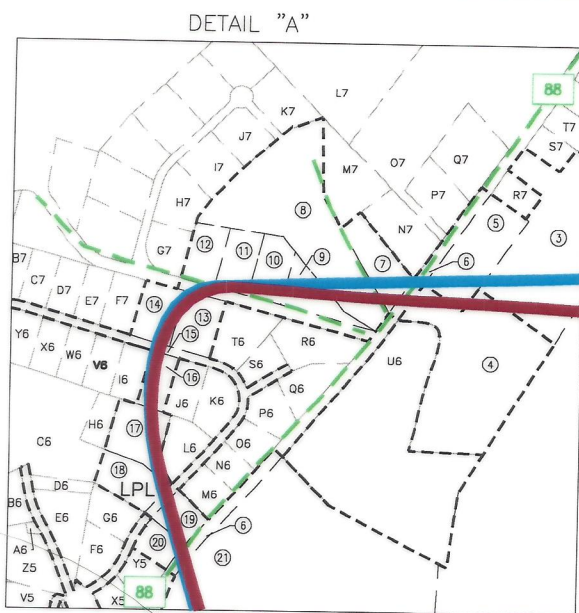 DETAIL "A"
L7
88
K7
T7
J7
S7
M7
O7
Q7
I7
R7
P7
H7
8
5
N7
3
G7
12
11
10
9
7
6
B7
C7
D7
E7
F7
14
13
15
T6
R6
Y6
X6
W6
V6
I6
16
S6
U6
4
J6
K6
Q6
17
P6
H6
L6
O6
C6
N6
18
LPL
M6
D6
B6
E6
G6
19
6
A6
F6
20
21
Z5
Y5
88
V5
X5